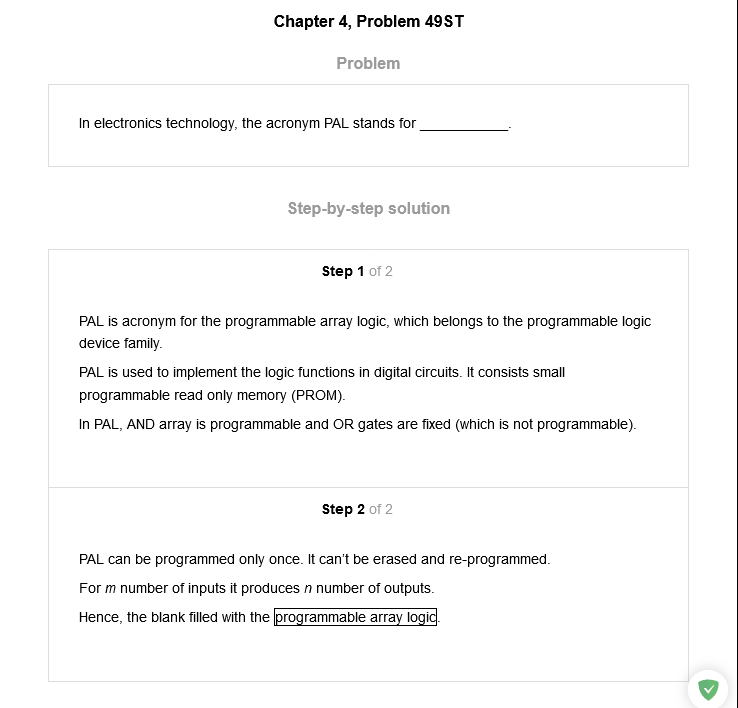 Chapter 4, Problem 49ST
Problem
In electronics technology, the acronym PAL stands for ___________.
Step-by-step solution
Step 1 of 2
PAL is acronym for the programmable array logic, which belongs to the programmable logic
device family.
PAL is used to implement the logic functions in digital circuits. It consists small
programmable read only memory (PROM).
In PAL, AND array is programmable and OR gates are fixed (which is not programmable).
Step 2 of 2
PAL can be programmed only once. It can't be erased and re-programmed.
For m number of inputs it produces n number of outputs.
Hence, the blank filled with the programmable array logic.